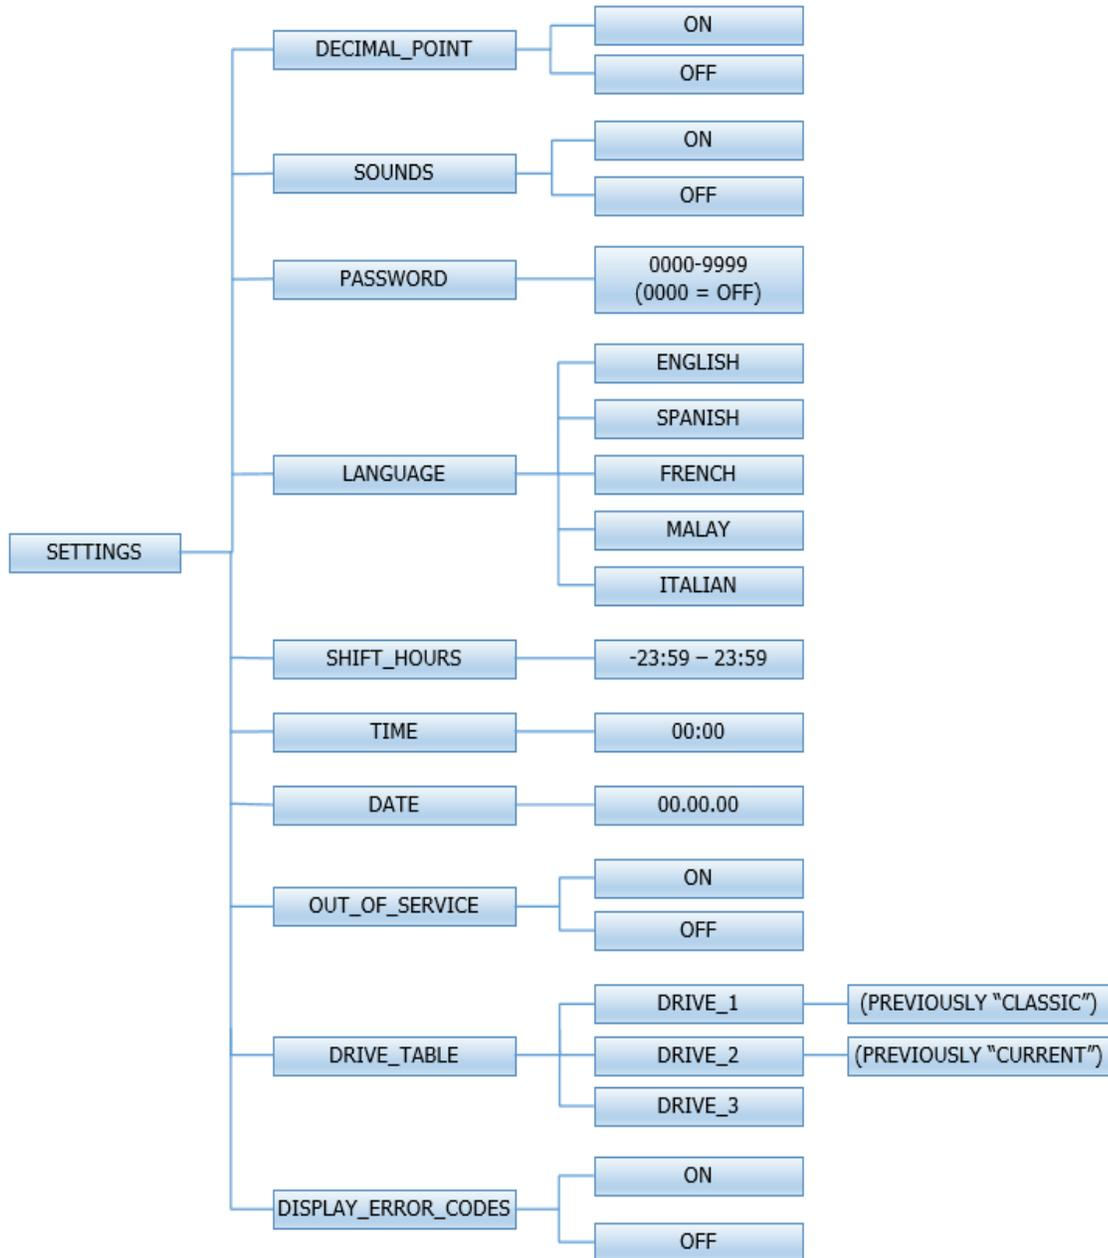 DECIMAL_POINT
ON
OFF
SOUNDS
ON
OFF
PASSWORD
0000-9999
(0000 = OFF)
LANGUAGE
ENGLISH
SPANISH
FRENCH
MALAY
ITALIAN
SETTINGS
SHIFT_HOURS
-23:59 – 23:59
TIME
00:00
DATE
00.00.00
OUT_OF_SERVICE
ON
OFF
DRIVE_TABLE
DRIVE_1
(PREVIOUSLY “CLASSIC”)
DRIVE_2
(PREVIOUSLY “CURRENT”)
DRIVE_3
DISPLAY_ERROR_CODES
ON
OFF